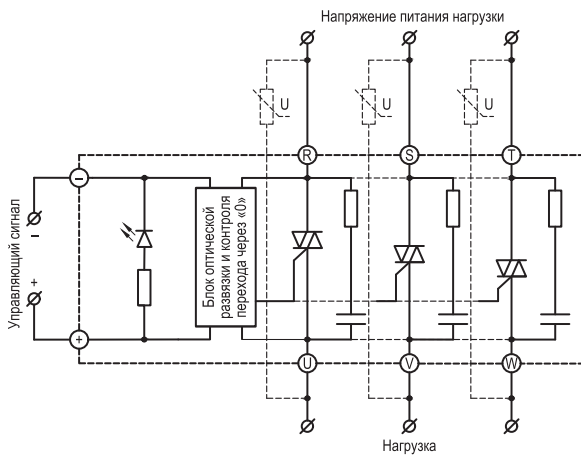 Напряжение питания нагрузки
U
U
U
R
S
T
–
–
+
+
Управляющий сигнал
Блок оптической
развязки и контроля
перехода через «0»
U
V
W
Нагрузка